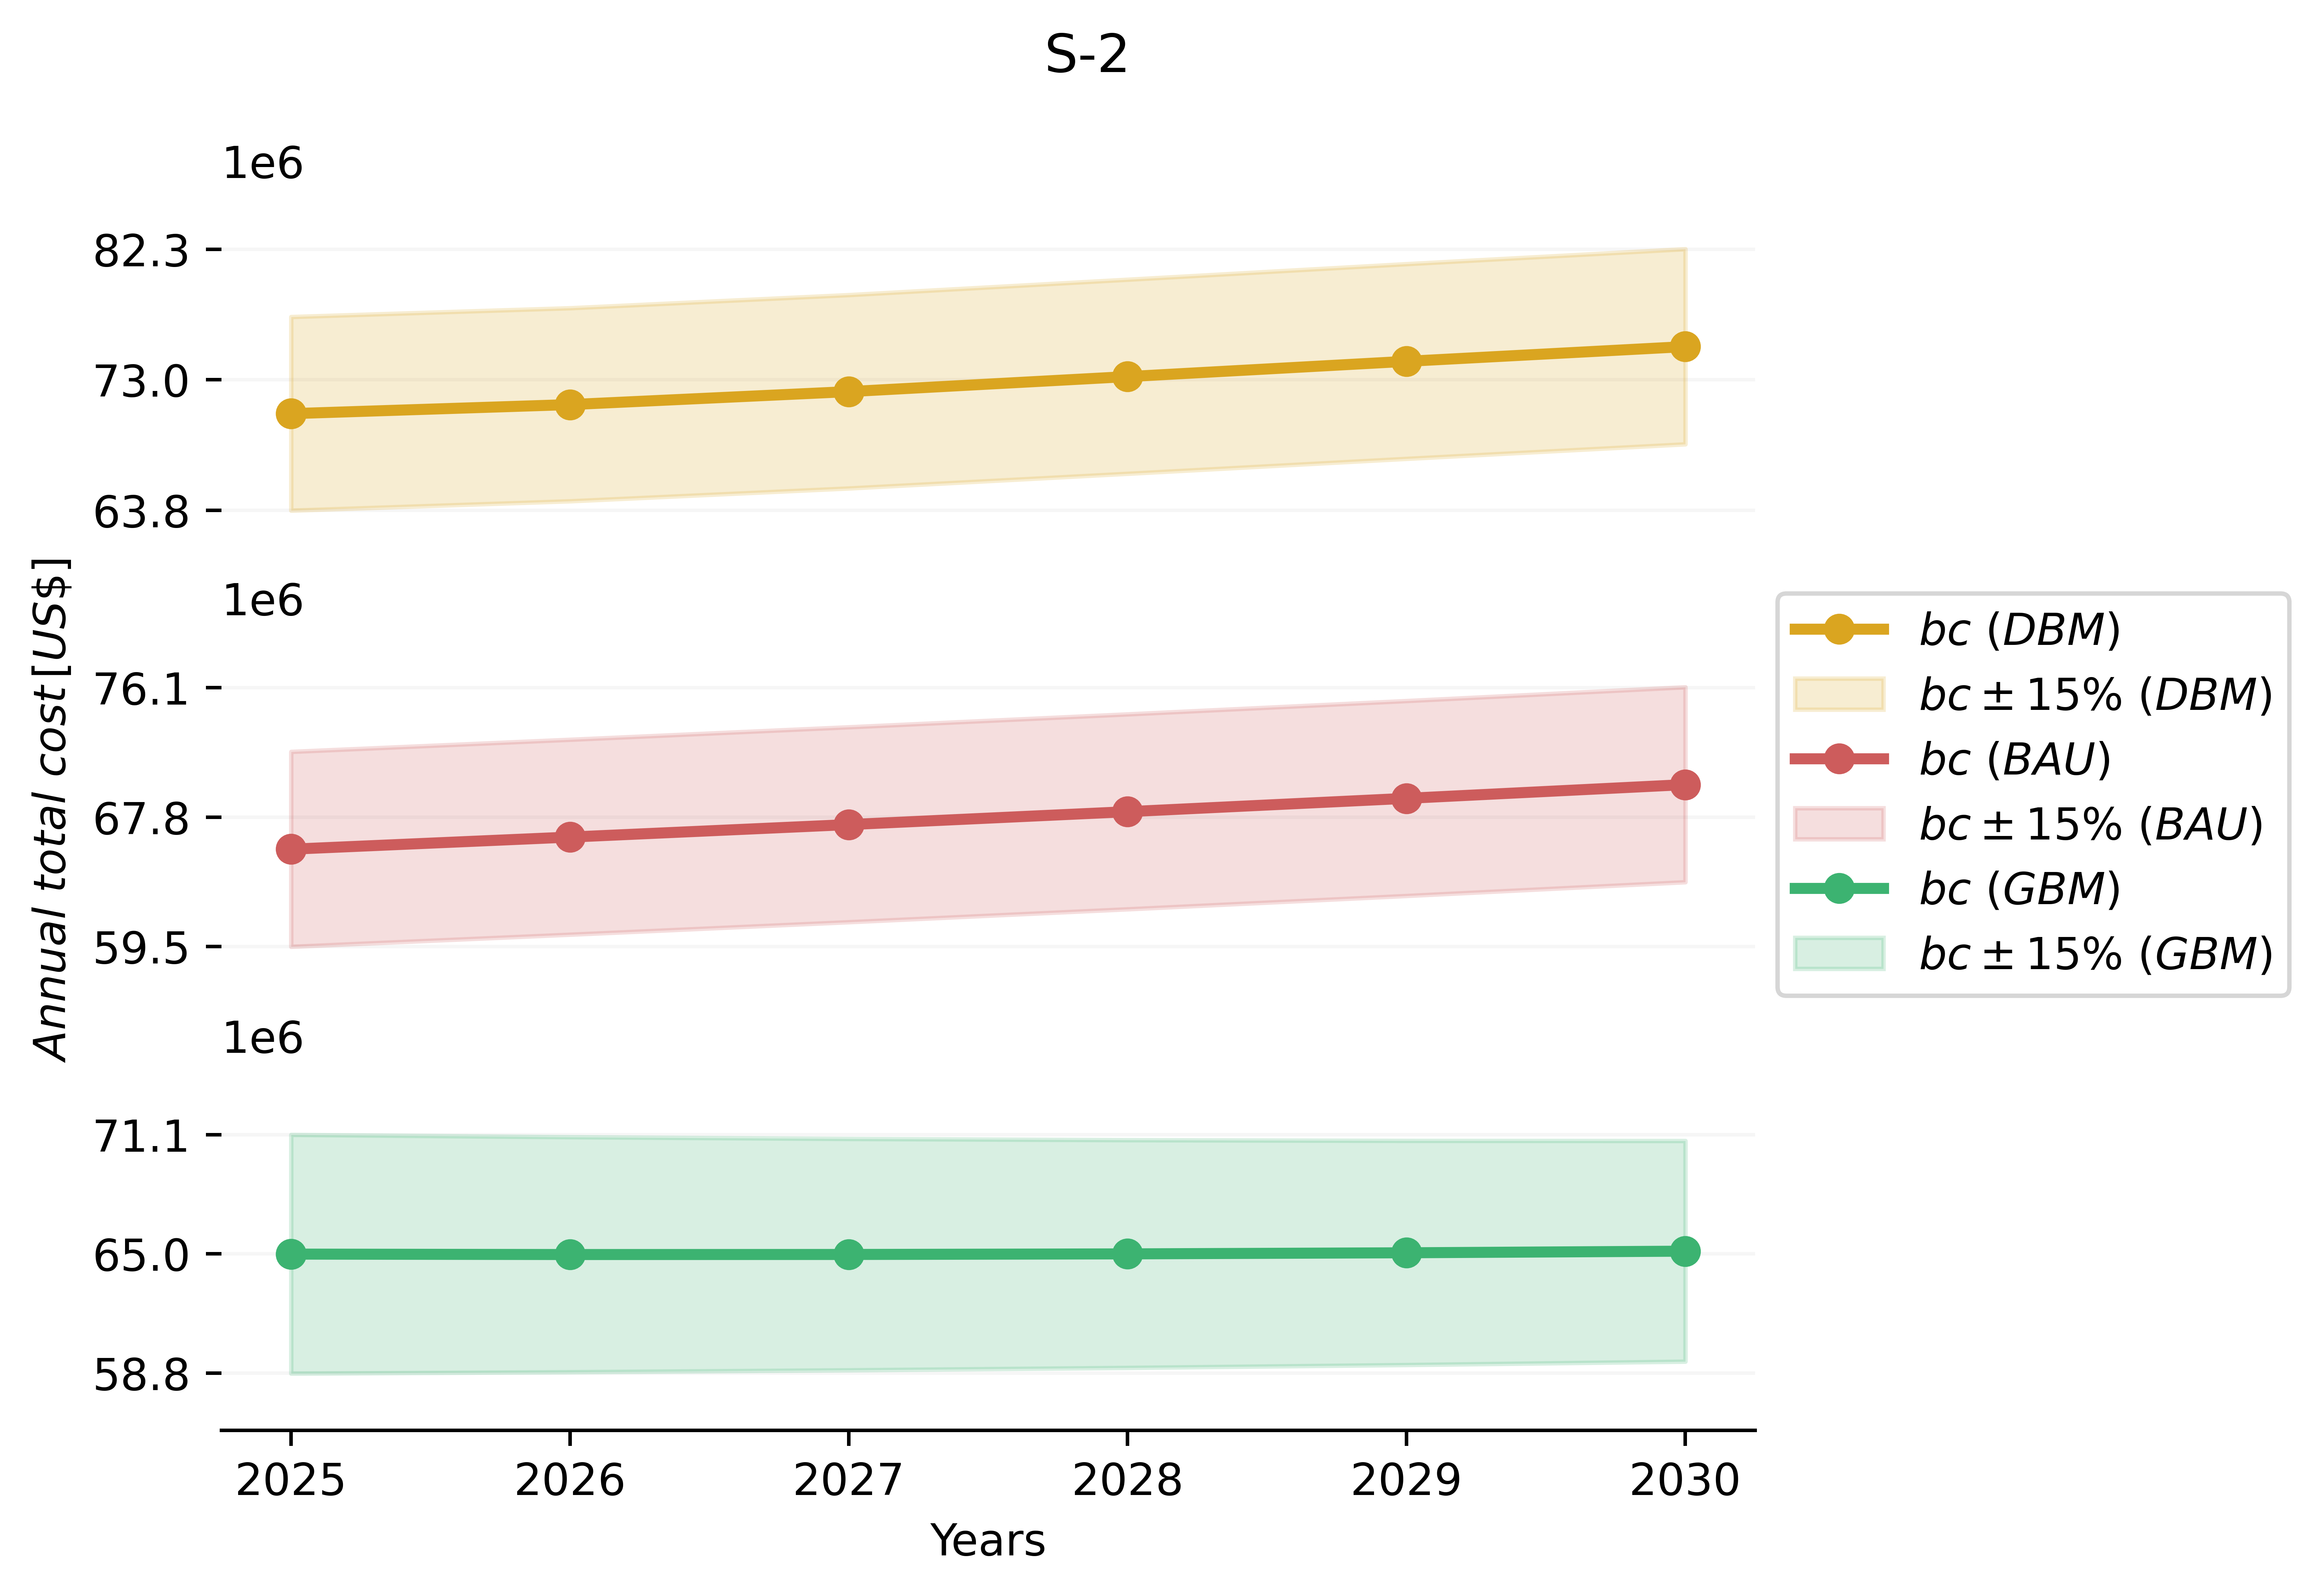 S-2
1e6
82.3
73.0
63.8
1e6
76.1
67.8
59.5
1e6
71.1
65.0
58.8
Annual total cost [US$]
2025 2026 2027 2028 2029 2030
Years
bc (DBM)
bc ± 15% (DBM)
bc (BAU)
bc ± 15% (BAU)
bc (GBM)
bc ± 15% (GBM)